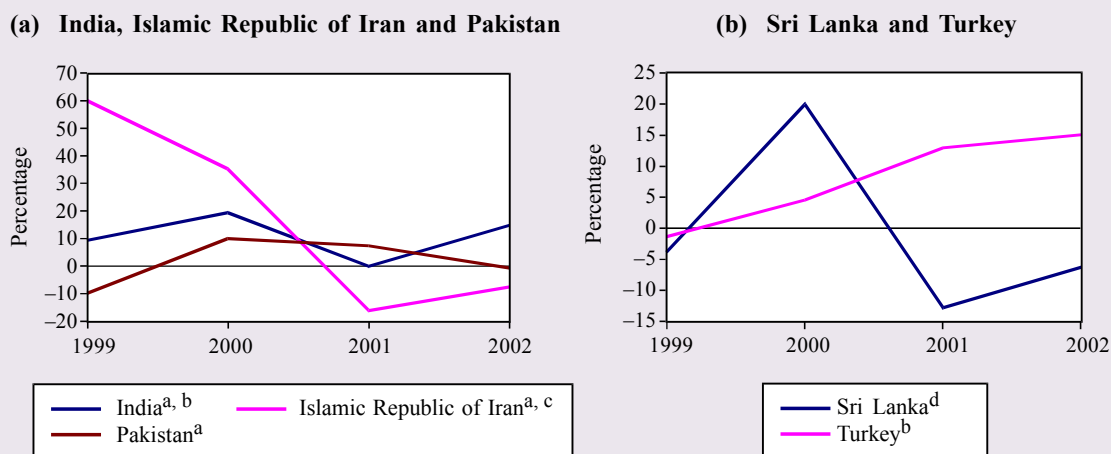 (a) India, Islamic Republic of Iran and Pakistan
Percentage
70
60
50
40
30
20
10
0
–10
–20
1999 2000 2001 2002
India a, b Islamic Republic of Iran a, c
Pakistan a
(b) Sri Lanka and Turkey
Percentage
25
20
15
10
5
0
–5
–10
–15
1999 2000 2001 2002
Sri Lanka d
Turkey b